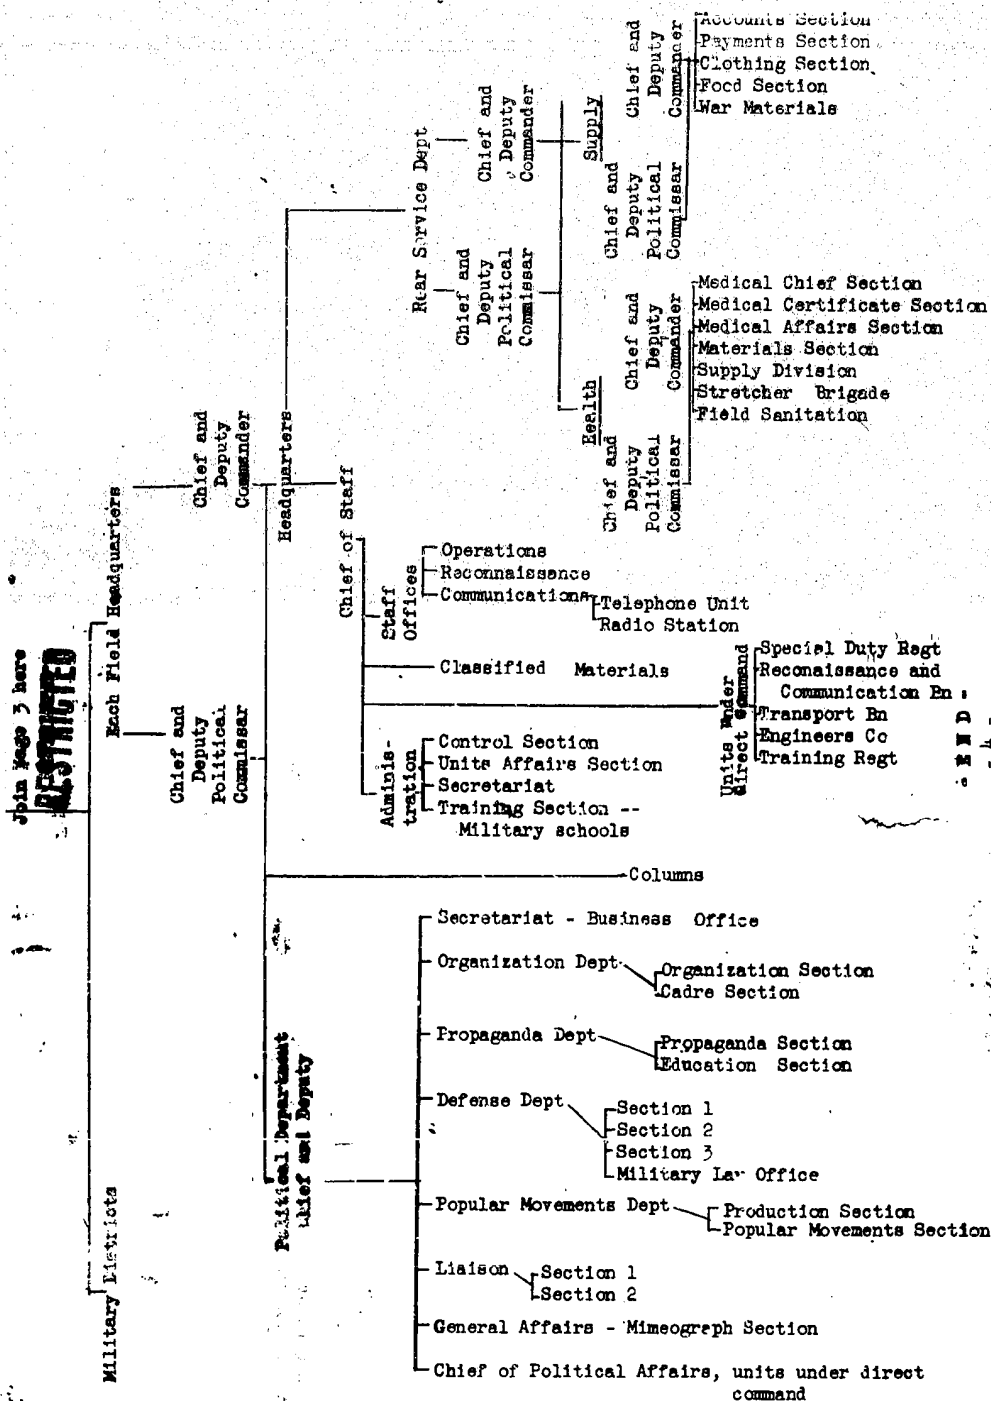 Join Page 3 here
RESTRICTED
Military Districts
Each Field Headquarters
Chief and
Deputy
Political
Commissar
Chief and
Deputy
Commander
Headquarters
Rear Service Dept
Chief and
Deputy
Political
Commissar
Chief and
Deputy
Commander
Supply
Chief and
Deputy
Political
Commissar
Chief and
Deputy
Commander
Accounts Section
Payments Section
Clothing Section
Food Section
War Materials
Health
Chief and
Deputy
Political
Commissar
Chief and
Deputy
Commander
Medical Chief Section
Medical Certificate Section
Medical Affairs Section
Materials Section
Supply Division
Stretcher Brigade
Field Sanitation
Chief of Staff
Staff
Offices
Operations
Reconnaissance
Communications
Telephone Unit
Radio Station
Classified Materials
Units Under
direct command
Special Duty Regt
Reconaissance and
Communication Bn
Transport Bn
Engineers Co
Training Regt
Adminis-
tration
Control Section
Units Affairs Section
Secretariat
Training Section --
Military schools
Columns
Political Department
Chief and Deputy
Secretariat - Business Office
Organization Dept
Organization Section
Cadre Section
Propaganda Dept
Propaganda Section
Education Section
Defense Dept
Section 1
Section 2
Section 3
Military Law Office
Popular Movements Dept
Production Section
Popular Movements Section
Liaison
Section 1
Section 2
General Affairs - Mimeograph Section
Chief of Political Affairs, units under direct
command